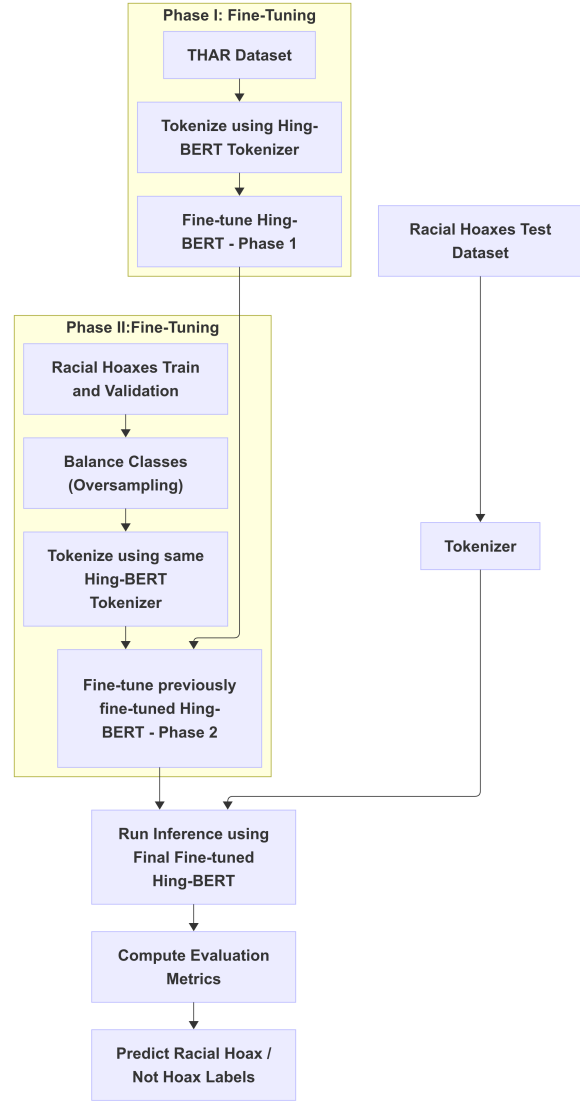 Phase I: Fine-Tuning
THAR Dataset
Tokenize using Hing-
BERT Tokenizer
Fine-tune Hing-
BERT - Phase 1
Racial Hoaxes Test
Dataset
Phase II:Fine-Tuning
Racial Hoaxes Train
and Validation
Balance Classes
(Oversampling)
Tokenize using same
Hing-BERT
Tokenizer
Tokenizer
Fine-tune previously
fine-tuned Hing-
BERT - Phase 2
Run Inference using
Final Fine-tuned
Hing-BERT
Compute Evaluation
Metrics
Predict Racial Hoax /
Not Hoax Labels